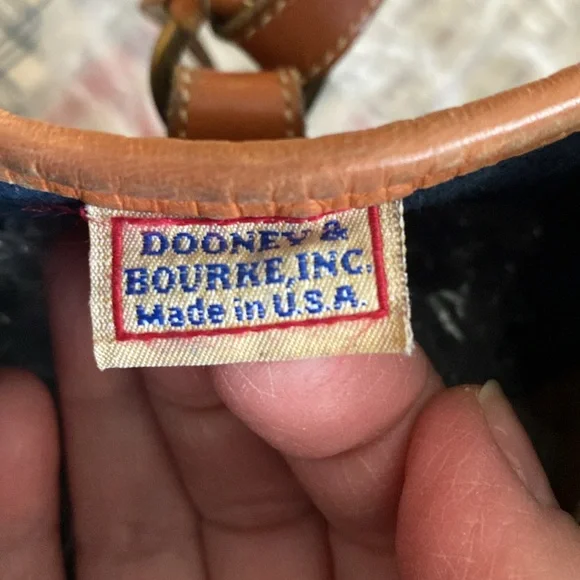 DOONEY &
BOURKE, INC.
Made in U.S.A.